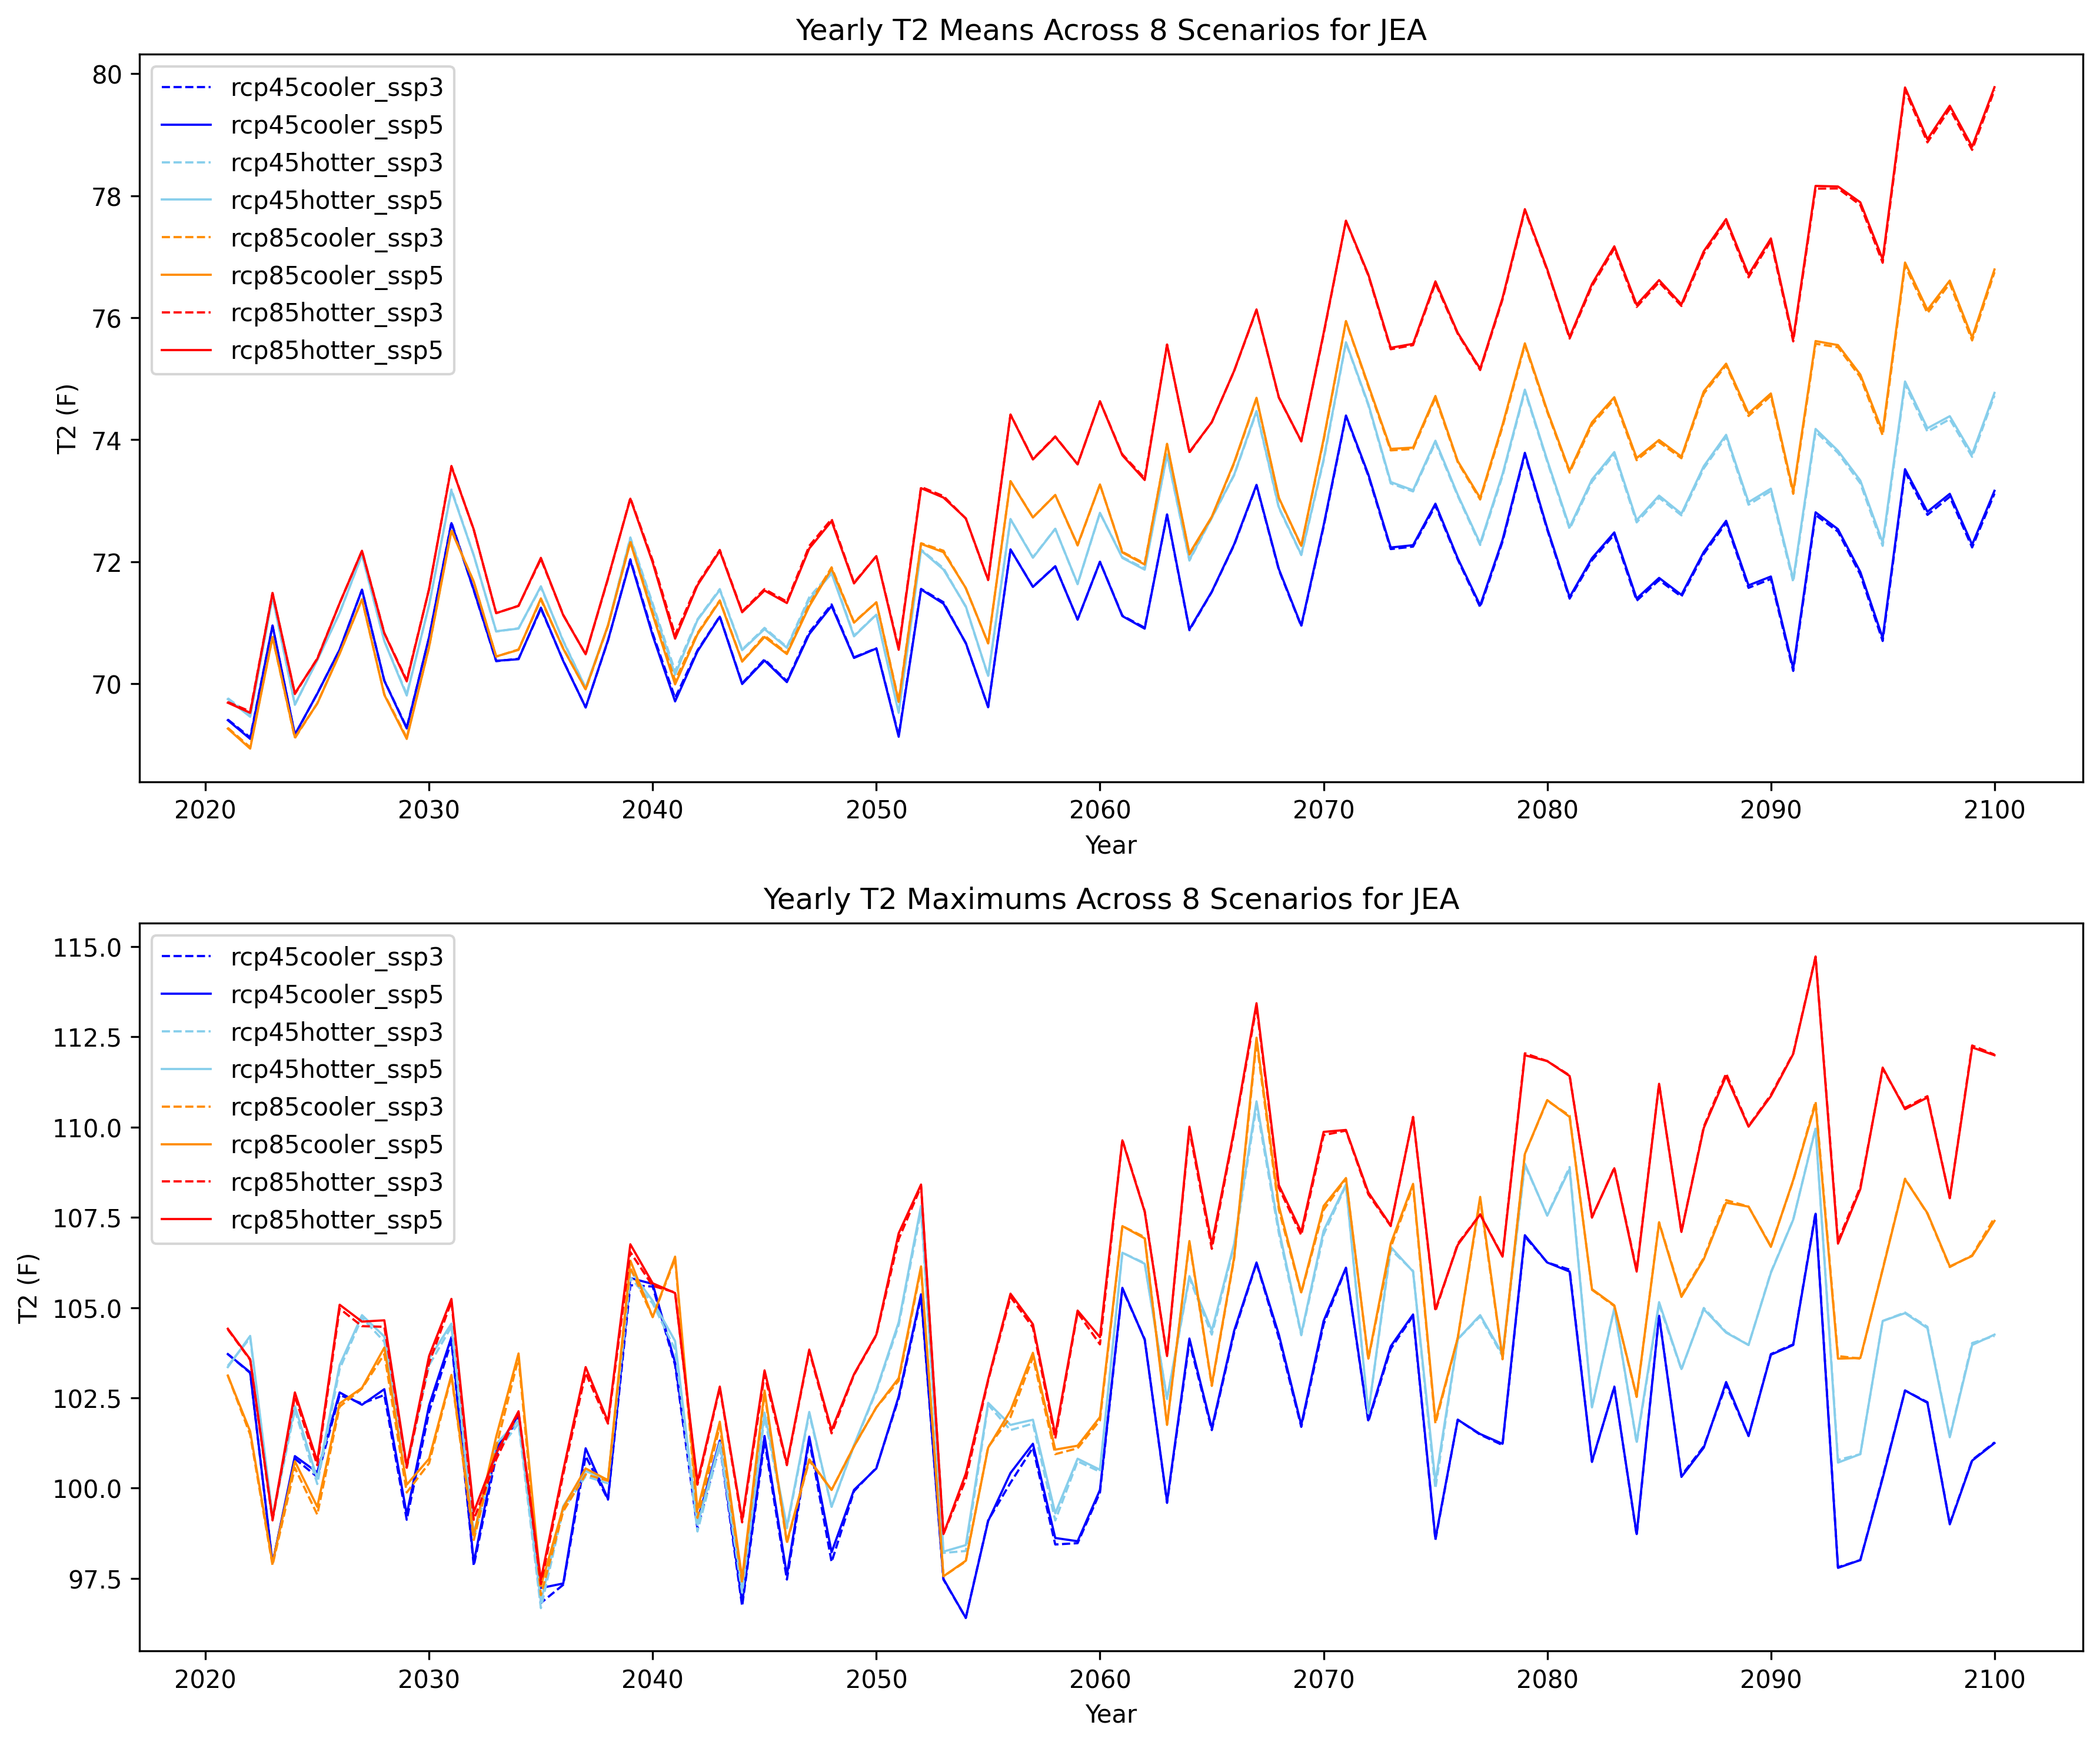 Yearly T2 Means Across 8 Scenarios for JEA
rcp45cooler_ssp3
rcp45cooler_ssp5
rcp45hotter_ssp3
rcp45hotter_ssp5
rcp85cooler_ssp3
rcp85cooler_ssp5
rcp85hotter_ssp3
rcp85hotter_ssp5
80
78
76
74
72
70
T2 (F)
2020 2030 2040 2050 2060 2070 2080 2090 2100
Year
Yearly T2 Maximums Across 8 Scenarios for JEA
rcp45cooler_ssp3
rcp45cooler_ssp5
rcp45hotter_ssp3
rcp45hotter_ssp5
rcp85cooler_ssp3
rcp85cooler_ssp5
rcp85hotter_ssp3
rcp85hotter_ssp5
115.0
112.5
110.0
107.5
105.0
102.5
100.0
97.5
T2 (F)
2020 2030 2040 2050 2060 2070 2080 2090 2100
Year